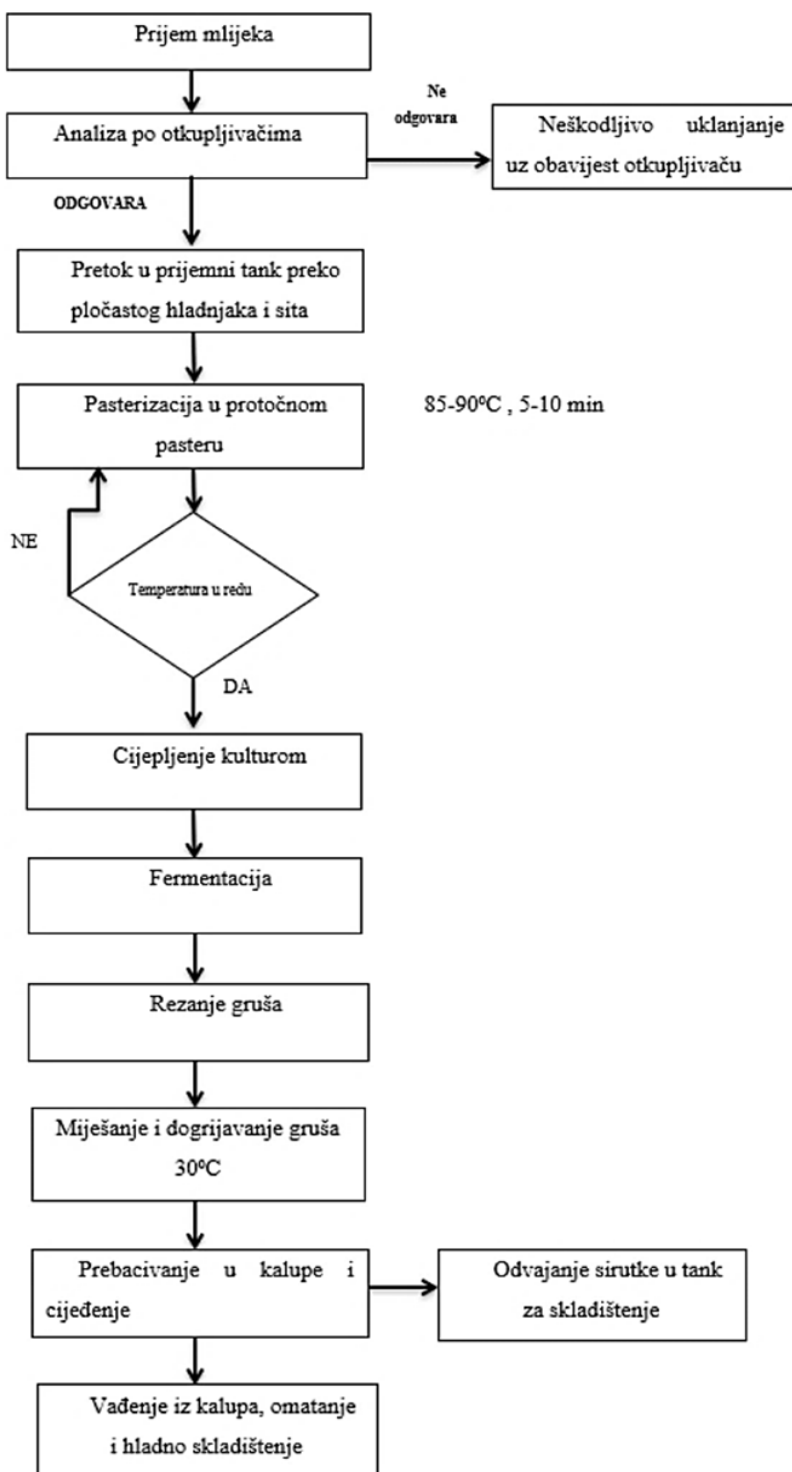 Prijem mlijeka
Analiza po otkupljivačima
Ne
odgovara
Neškodljivo uklanjanje
uz obavijest otkupljivaču
ODGOVARA
Pretok u prijemni tank preko
pločastog hladnjaka i sita
Pasterizacija u protočnom
pasteru
85-90⁰C , 5-10 min
NE
Temperatura u redu
DA
Cijepljenje kulturom
Fermentacija
Rezanje gruša
Miješanje i dogrijavanje gruša
30⁰C
Prebacivanje u kalupe i
cijeđenje
Odvajanje sirutke u tank
za skladištenje
Vađenje iz kalupa, omatanje
i hladno skladištenje